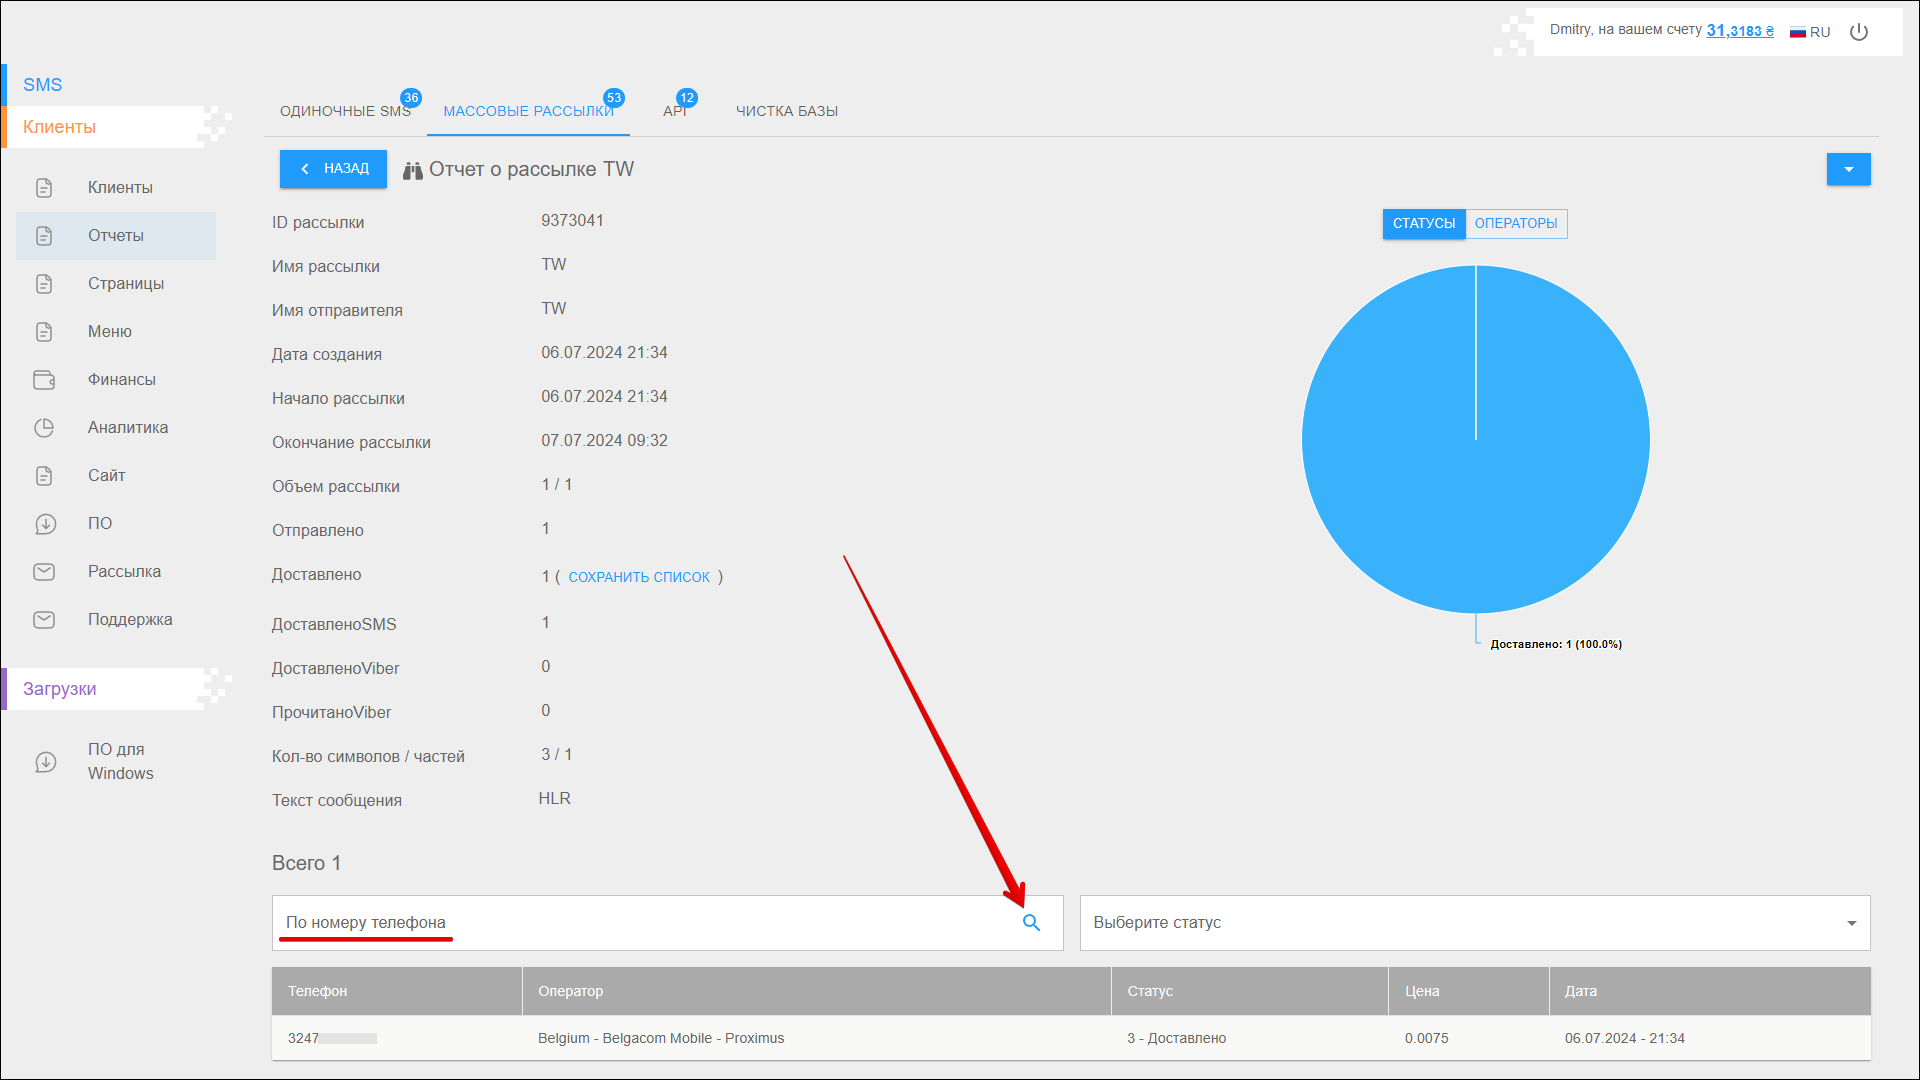 Dmitry, на вашем счету 31,3183 ₴ RU
SMS
Клиенты
Клиенты
Отчеты
Страницы
Меню
Финансы
Аналитика
Сайт
ПО
Рассылка
Поддержка
Загрузки
ПО для
Windows
ОДИНОЧНЫЕ SMS 36 МАССОВЫЕ РАССЫЛКИ 53 API 12 ЧИСТКА БАЗЫ
НАЗАД Отчет о рассылке TW
ID рассылки 9373041
Имя рассылки TW
Имя отправителя TW
Дата создания 06.07.2024 21:34
Начало рассылки 06.07.2024 21:34
Окончание рассылки 07.07.2024 09:32
Объем рассылки 1 / 1
Отправлено 1
Доставлено 1 ( СОХРАНИТЬ СПИСОК )
ДоставленоSMS 1
ДоставленоViber 0
ПрочитаноViber 0
Кол-во символов / частей 3 / 1
Текст сообщения HLR
СТАТУСЫ ОПЕРАТОРЫ
Доставлено: 1 (100.0%)
Всего 1
По номеру телефона Выберите статус
Телефон Оператор Статус Цена Дата
3247 Belgium - Belgacom Mobile - Proximus 3 - Доставлено 0.0075 06.07.2024 - 21:34